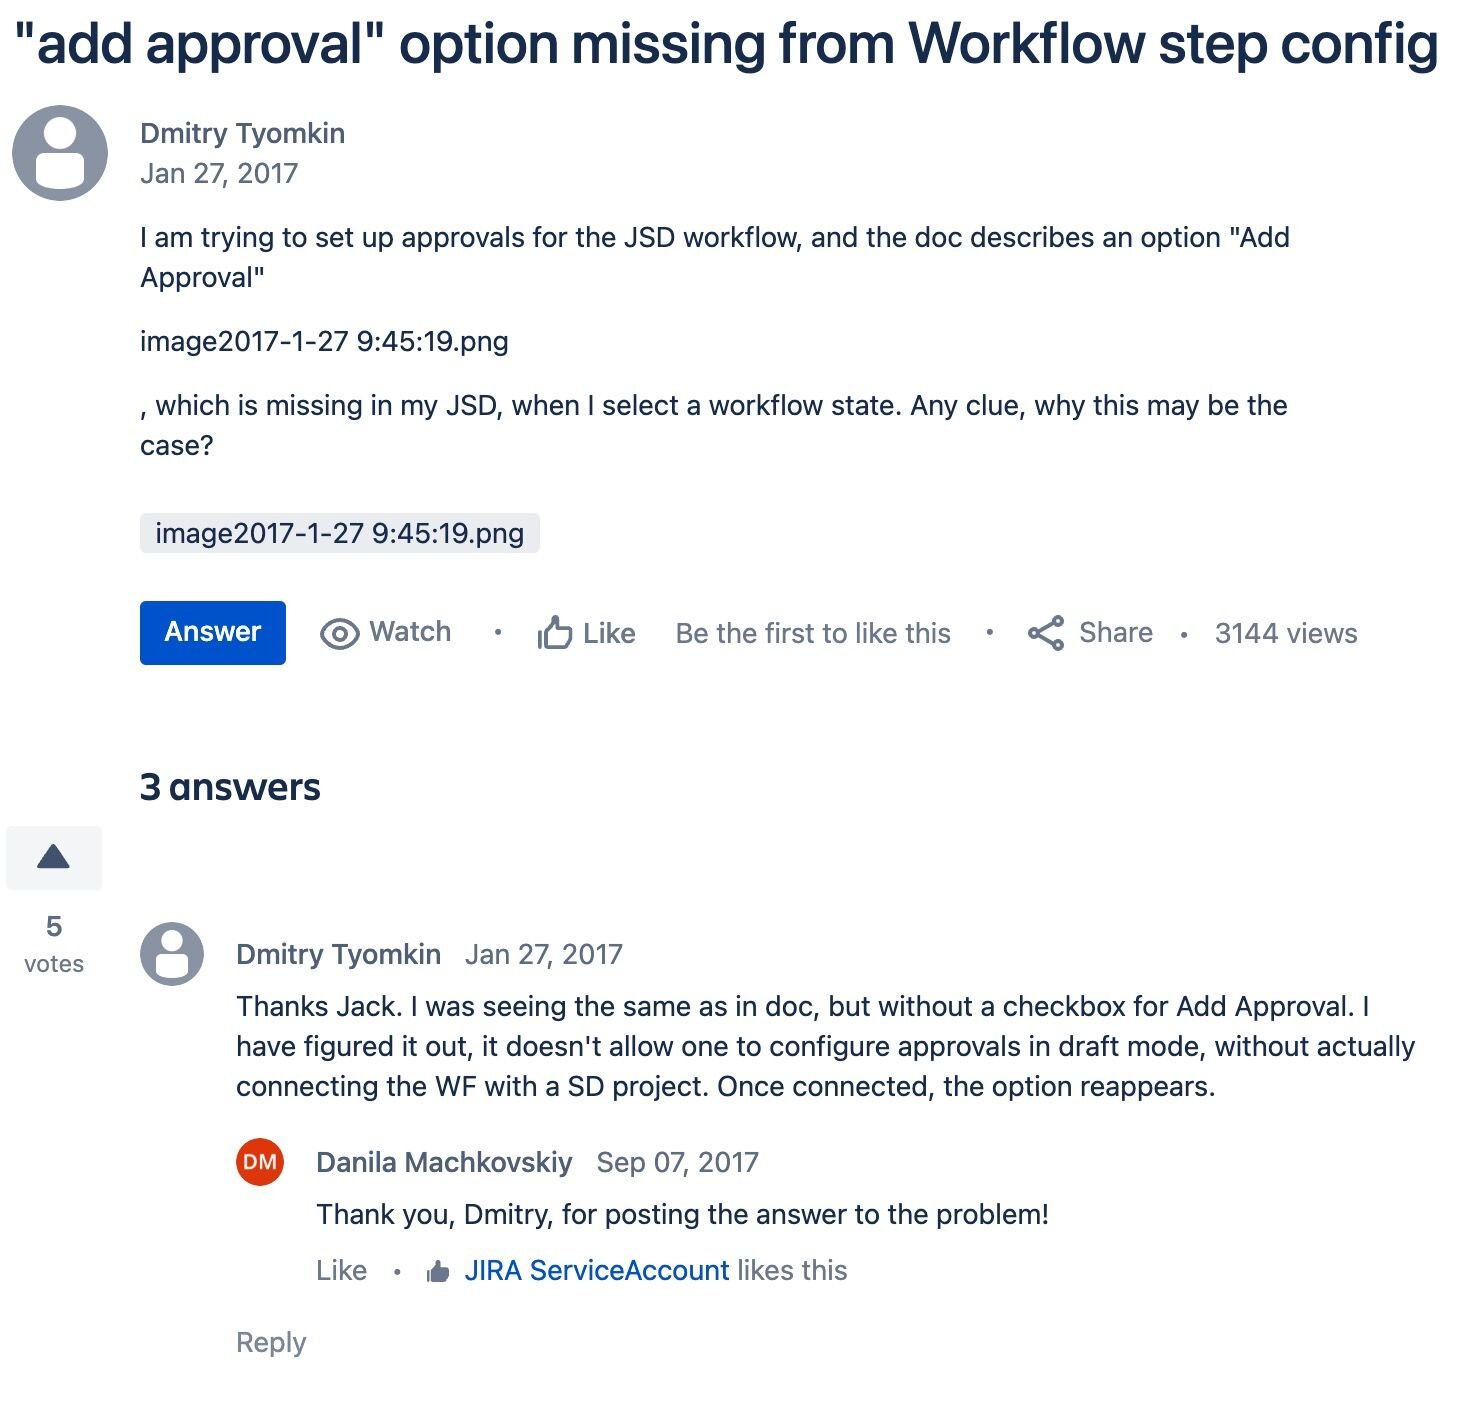 "add approval" option missing from Workflow step config
Dmitry Tyomkin
Jan 27, 2017
I am trying to set up approvals for the JSD workflow, and the doc describes an option "Add
Approval"
image2017-1-27 9:45:19.png
, which is missing in my JSD, when I select a workflow state. Any clue, why this may be the
case?
image2017-1-27 9:45:19.png
Answer Watch • Like Be the first to like this • Share • 3144 views
3 answers
5
votes
Dmitry Tyomkin Jan 27, 2017
Thanks Jack. I was seeing the same as in doc, but without a checkbox for Add Approval. I
have figured it out, it doesn't allow one to configure approvals in draft mode, without actually
connecting the WF with a SD project. Once connected, the option reappears.
DM Danila Machkovskiy Sep 07, 2017
Thank you, Dmitry, for posting the answer to the problem!
Like • JIRA ServiceAccount likes this
Reply